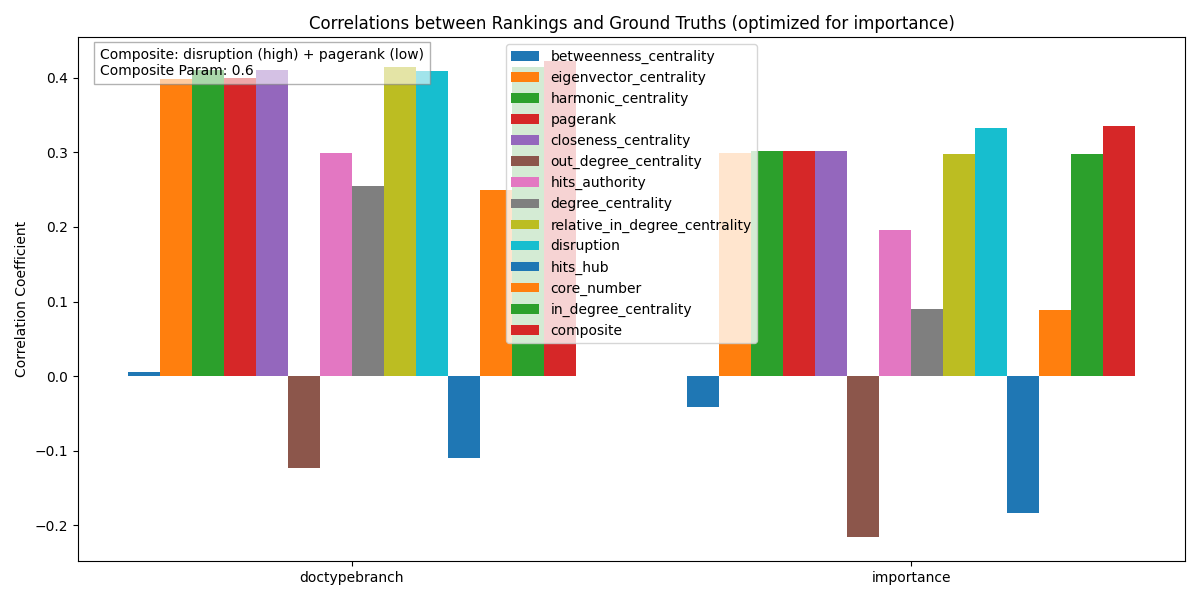 Correlations between Rankings and Ground Truths (optimized for importance)
Composite: disruption (high) + pagerank (low)
Composite Param: 0.6
betweenness_centrality
eigenvector_centrality
harmonic_centrality
pagerank
closeness_centrality
out_degree_centrality
hits_authority
degree_centrality
relative_in_degree_centrality
disruption
hits_hub
core_number
in_degree_centrality
composite
Correlation Coefficient
0.4
0.3
0.2
0.1
0.0
−0.1
−0.2
doctypebranch
importance